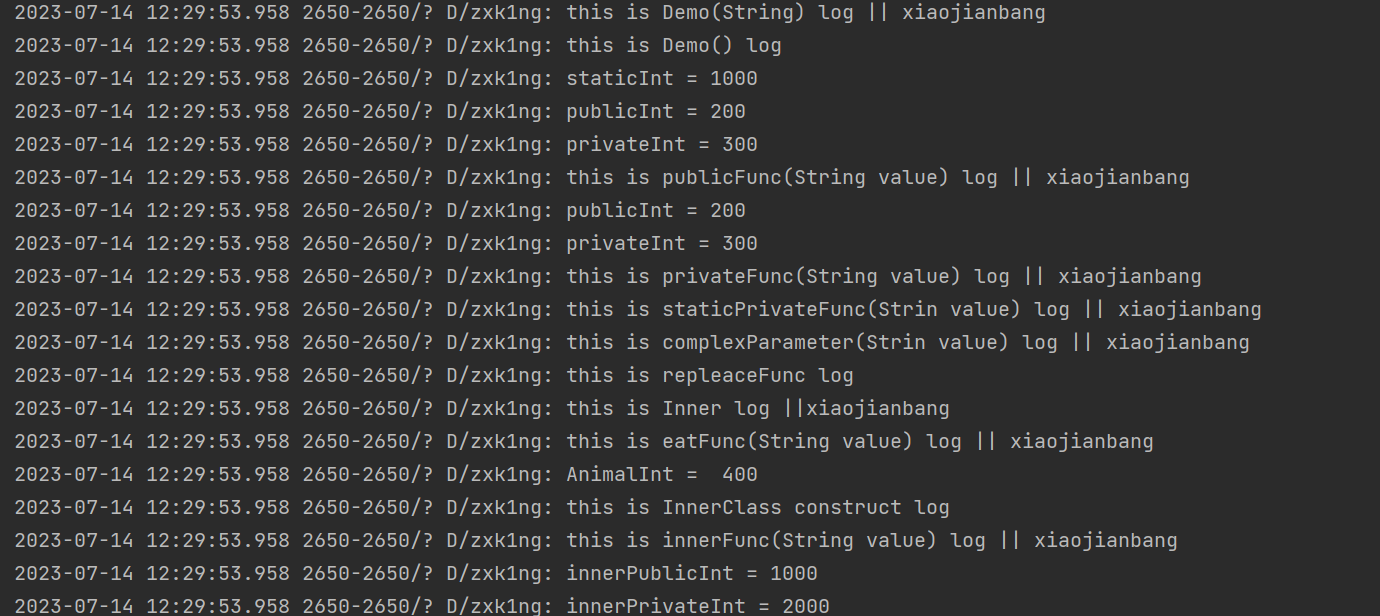 2023-07-14 12:29:53.958 2650-2650/? D/zxk1ng: this is Demo(String) log || xiaojianbang
2023-07-14 12:29:53.958 2650-2650/? D/zxk1ng: this is Demo() log
2023-07-14 12:29:53.958 2650-2650/? D/zxk1ng: staticInt = 1000
2023-07-14 12:29:53.958 2650-2650/? D/zxk1ng: publicInt = 200
2023-07-14 12:29:53.958 2650-2650/? D/zxk1ng: privateInt = 300
2023-07-14 12:29:53.958 2650-2650/? D/zxk1ng: this is publicFunc(String value) log || xiaojianbang
2023-07-14 12:29:53.958 2650-2650/? D/zxk1ng: publicInt = 200
2023-07-14 12:29:53.958 2650-2650/? D/zxk1ng: privateInt = 300
2023-07-14 12:29:53.958 2650-2650/? D/zxk1ng: this is privateFunc(String value) log || xiaojianbang
2023-07-14 12:29:53.958 2650-2650/? D/zxk1ng: this is staticPrivateFunc(Strin value) log || xiaojianbang
2023-07-14 12:29:53.958 2650-2650/? D/zxk1ng: this is complexParameter(Strin value) log || xiaojianbang
2023-07-14 12:29:53.958 2650-2650/? D/zxk1ng: this is repleaceFunc log
2023-07-14 12:29:53.958 2650-2650/? D/zxk1ng: this is Inner log ||xiaojianbang
2023-07-14 12:29:53.958 2650-2650/? D/zxk1ng: this is eatFunc(String value) log || xiaojianbang
2023-07-14 12:29:53.958 2650-2650/? D/zxk1ng: AnimalInt =  400
2023-07-14 12:29:53.958 2650-2650/? D/zxk1ng: this is InnerClass construct log
2023-07-14 12:29:53.958 2650-2650/? D/zxk1ng: this is innerFunc(String value) log || xiaojianbang
2023-07-14 12:29:53.958 2650-2650/? D/zxk1ng: innerPublicInt = 1000
2023-07-14 12:29:53.958 2650-2650/? D/zxk1ng: innerPrivateInt = 2000